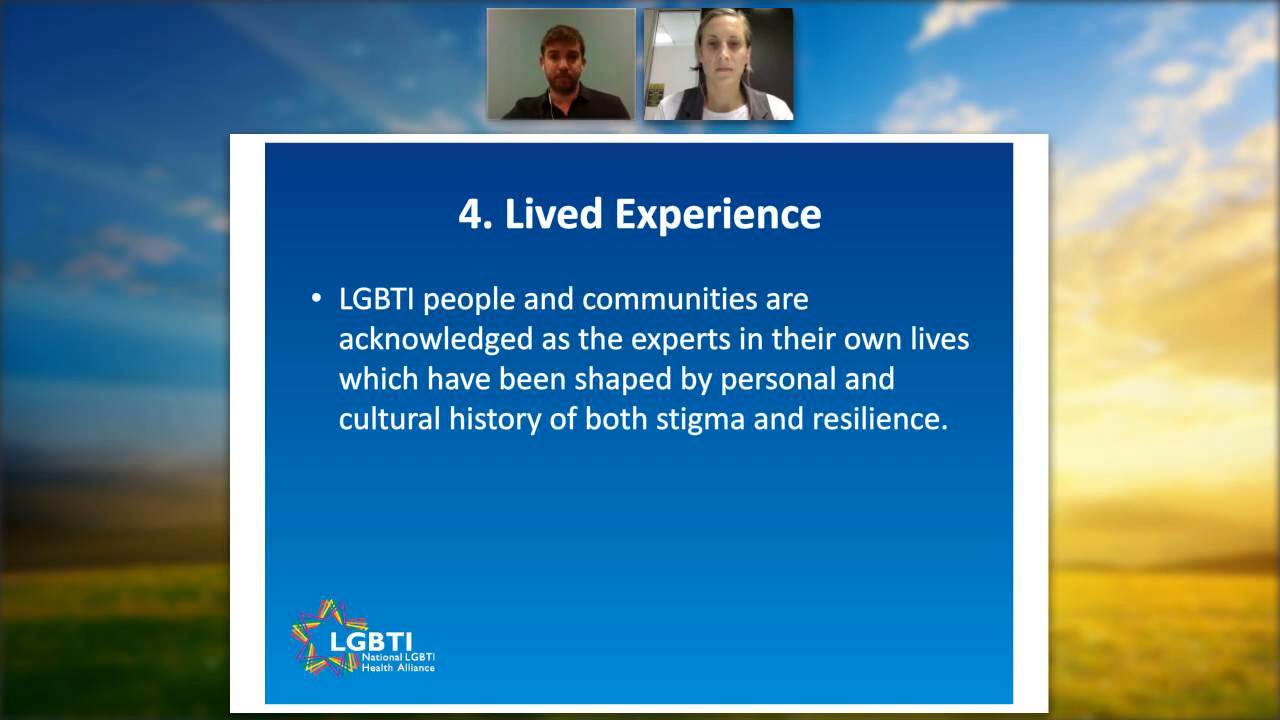 4. Lived Experience
• LGBTI people and communities are
acknowledged as the experts in their own lives
which have been shaped by personal and
cultural history of both stigma and resilience.
LGBTI
National LGBTI
Health Alliance